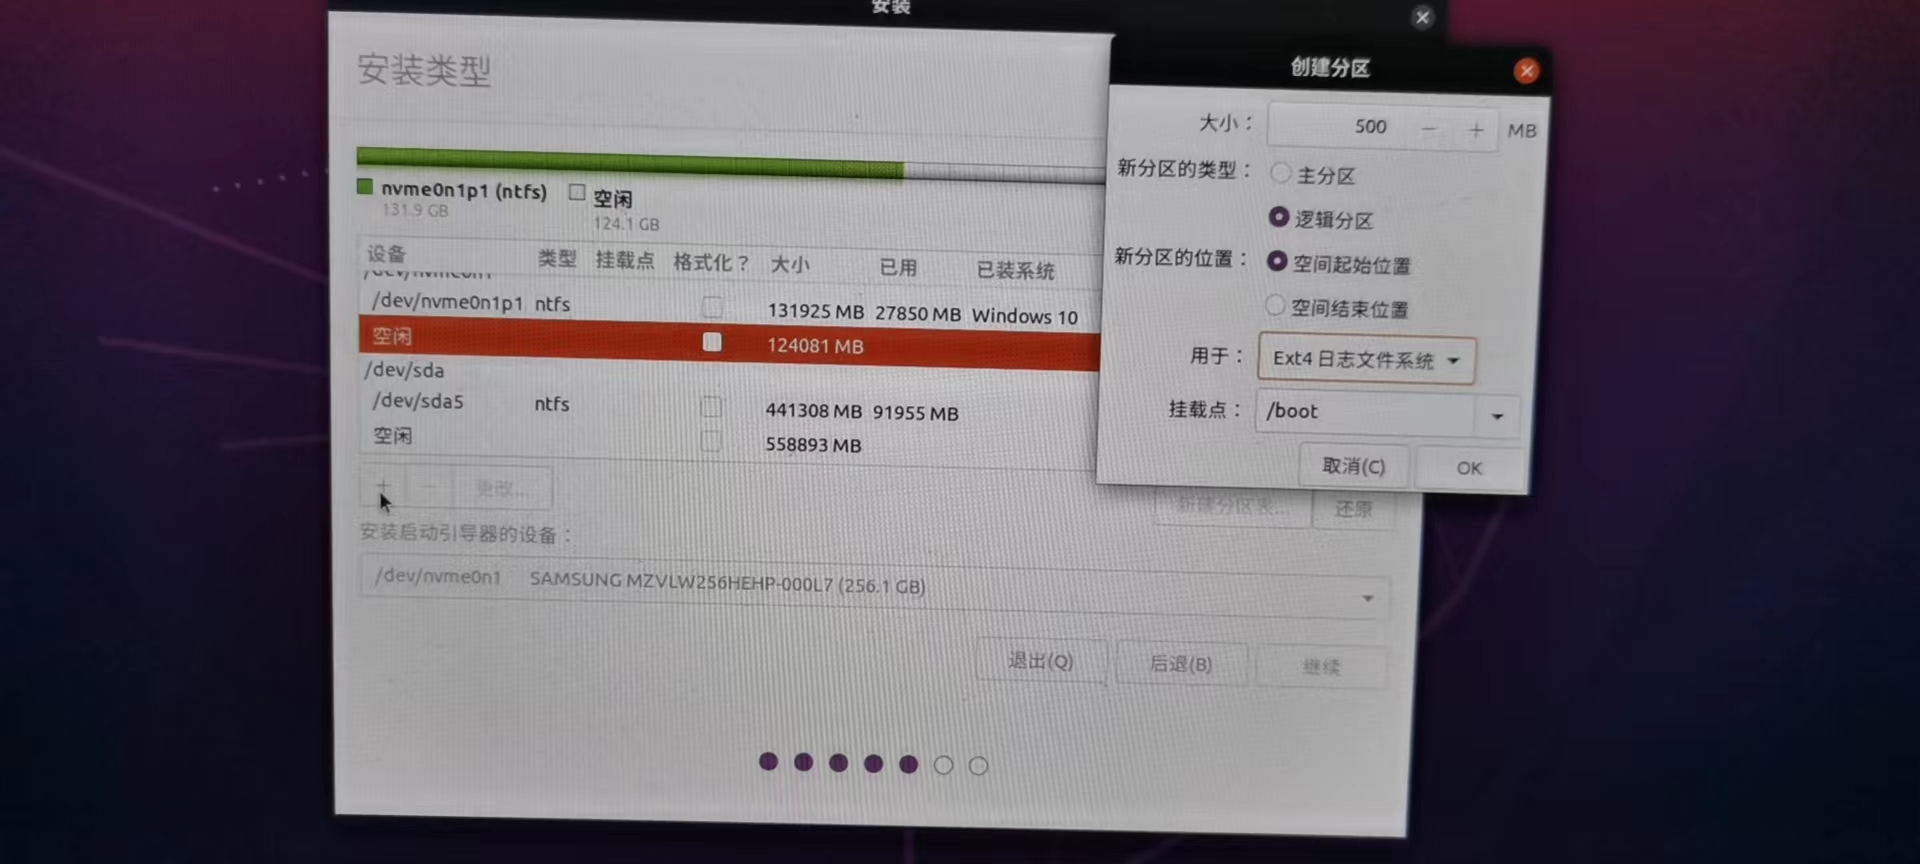 安装
安装类型
nvme0n1p1 (ntfs)
131.9 GB
空闲
124.1 GB
设备 类型 挂载点 格式化？ 大小 已用 已装系统
/dev/nvme0n1
/dev/nvme0n1p1 ntfs 131925 MB 27850 MB Windows 10
空闲 124081 MB
/dev/sda
/dev/sda5 ntfs 441308 MB 91955 MB
空闲 558893 MB
+ − 更改...
新建分区表... 还原
安装启动引导器的设备：
/dev/nvme0n1 SAMSUNG MZVLW256HEHP-000L7 (256.1 GB)
退出(Q) 后退(B) 继续
创建分区
大小： 500 − + MB
新分区的类型： 主分区
逻辑分区
新分区的位置： 空间起始位置
空间结束位置
用于： Ext4 日志文件系统
挂载点： /boot
取消(C) OK